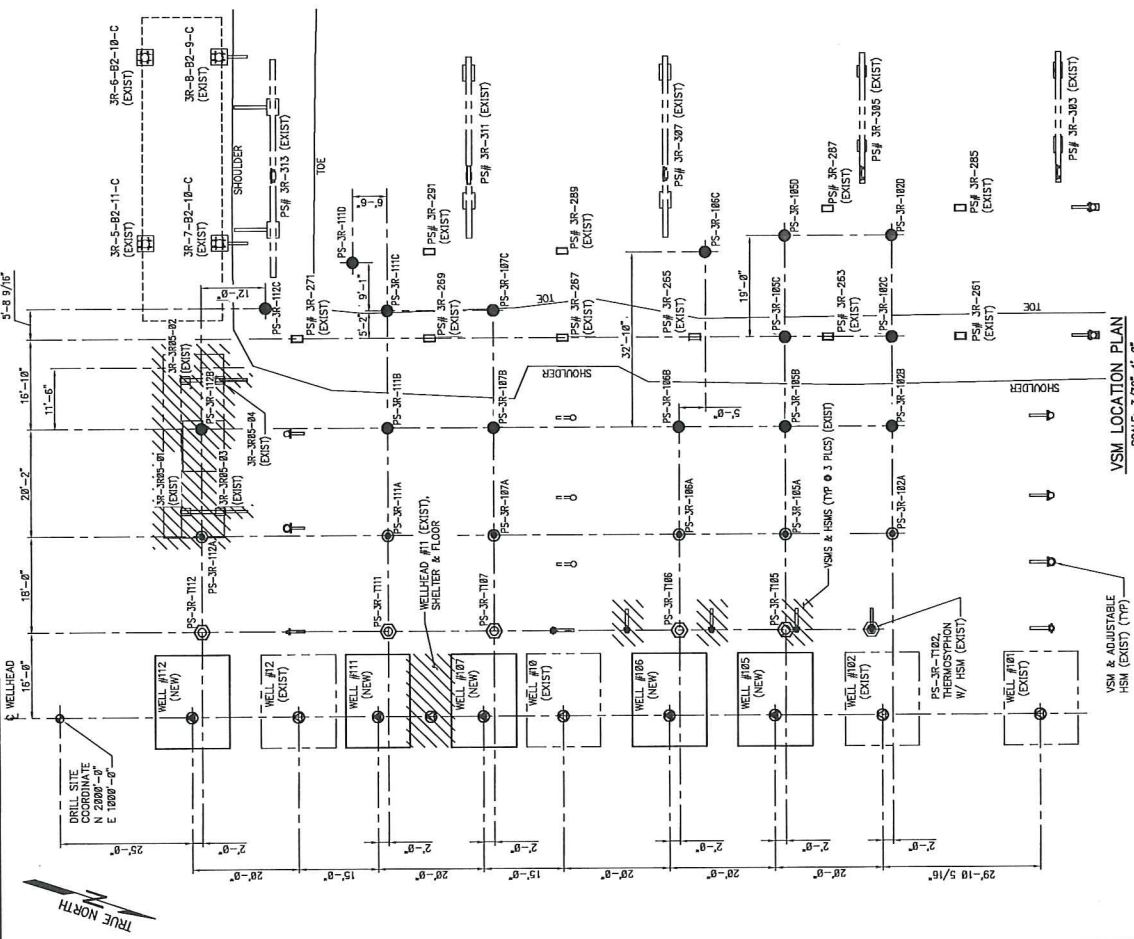 3R-6-B2-10-C
(EXIST)
3R-8-B2-9-C
(EXIST)
3R-5-B2-11-C
(EXIST)
3R-7-B2-10-C
(EXIST)
SHOULDER
PS# 3R-313 (EXIST)
TOE
5'-8 9/16"
12'-0"
PS-3R-112C
PS# 3R-271
(EXIST)
6'-6"
PS-3R-111D
5'-2"
9'-1"
PS-3R-111C
PS# 3R-291
(EXIST)
PS# 3R-269
(EXIST)
PS# 3R-311 (EXIST)
PS-3R-107C
PS# 3R-289
(EXIST)
PS# 3R-267
(EXIST)
TOE
PS# 3R-307 (EXIST)
PS-3R-106C
32'-10"
PS# 3R-265
(EXIST)
5'-0"
PS# 3R-287
(EXIST)
PS# 3R-305 (EXIST)
PS-3R-105D
19'-0"
PS-3R-105C
PS# 3R-263
(EXIST)
PS-3R-102D
PS-3R-102C
PS# 3R-285
(EXIST)
PS# 3R-261
(EXIST)
PS# 3R-303 (EXIST)
TOE
16'-10"
11'-6"
3R-3R05-02
(EXIST)
PS-3R-112B
3R-3R05-04
(EXIST)
3R-3R05-01
(EXIST)
3R-3R05-03
(EXIST)
PS-3R-111B
PS-3R-107B
SHOULDER
PS-3R-106B
PS-3R-105B
PS-3R-102B
SHOULDER
20'-2"
PS-3R-112A
PS-3R-111A
PS-3R-107A
PS-3R-106A
PS-3R-105A
PS-3R-102A
18'-0"
PS-3R-T112
PS-3R-T111
WELLHEAD #11 (EXIST),
SHELTER & FLOOR
PS-3R-T107
PS-3R-T106
PS-3R-T105
VSMS & HSMS (TYP @ 3 PLCS) (EXIST)
PS-3R-T102,
THERMOSYPHON
W/ HSM (EXIST)
VSM & ADJUSTABLE
HSM (EXIST) (TYP)
16'-0"
℄ WELLHEAD
WELL #112
(NEW)
WELL #12
(EXIST)
WELL #111
(NEW)
WELL #107
(NEW)
WELL #10
(EXIST)
WELL #106
(NEW)
WELL #105
(NEW)
WELL #102
(EXIST)
WELL #101
(EXIST)
DRILL SITE
COORDINATE
N 2000'-0"
E 1000'-0"
25'-0"
2'-0"
2'-0"
2'-0"
2'-0"
2'-0"
2'-0"
20'-0"
15'-0"
20'-0"
15'-0"
20'-0"
20'-0"
20'-0"
29'-10 5/16"
TRUE NORTH
VSM LOCATION PLAN